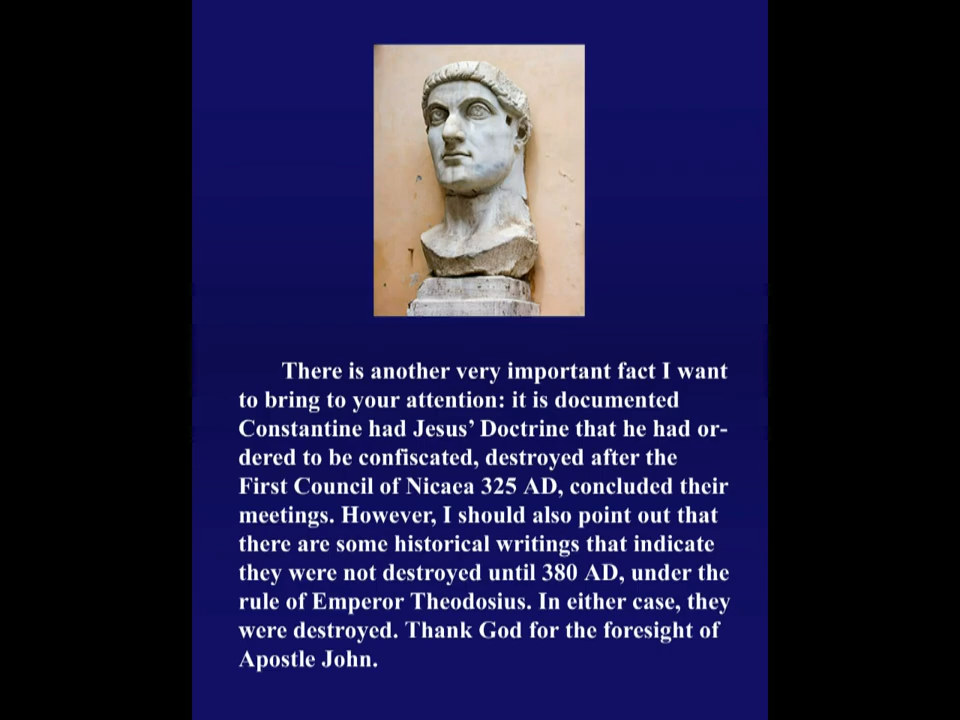 There is another very important fact I want
to bring to your attention: it is documented
Constantine had Jesus’ Doctrine that he had or-
dered to be confiscated, destroyed after the
First Council of Nicaea 325 AD, concluded their
meetings. However, I should also point out that
there are some historical writings that indicate
they were not destroyed until 380 AD, under the
rule of Emperor Theodosius. In either case, they
were destroyed. Thank God for the foresight of
Apostle John.